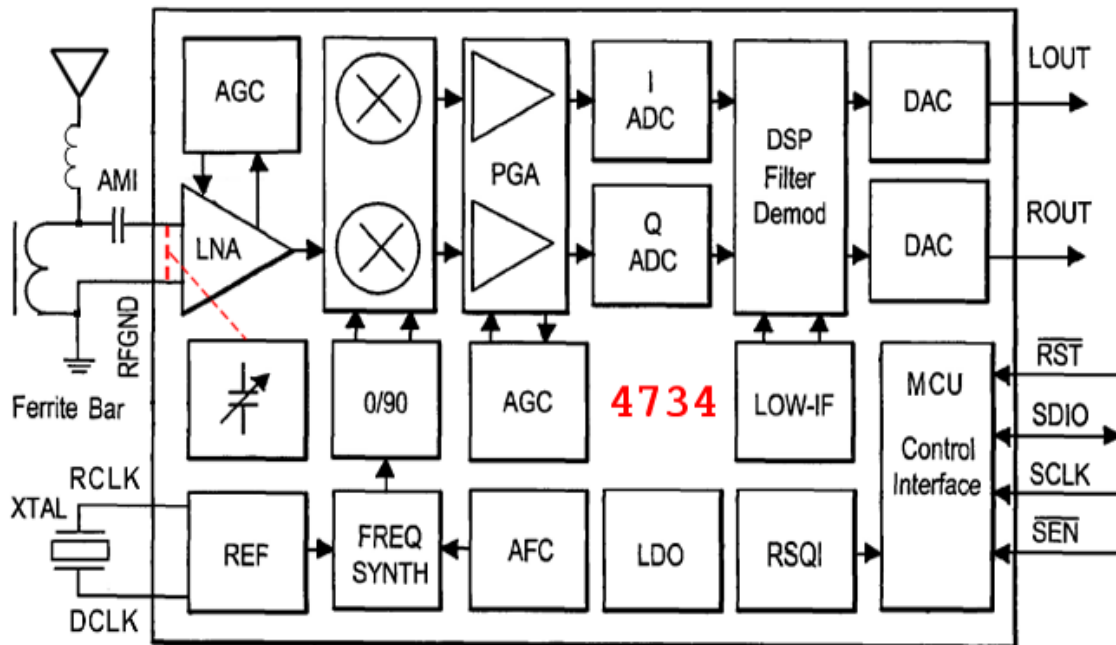 AGC
I
ADC
DAC
LOUT
DSP
Filter
Demod
PGA
AMI
LNA
Q
ADC
DAC
ROUT
RFGND
Ferrite Bar
0/90
AGC
4734
LOW-IF
MCU
Control
Interface
RST
SDIO
SCLK
SEN
RCLK
XTAL
DCLK
REF
FREQ
SYNTH
AFC
LDO
RSQI